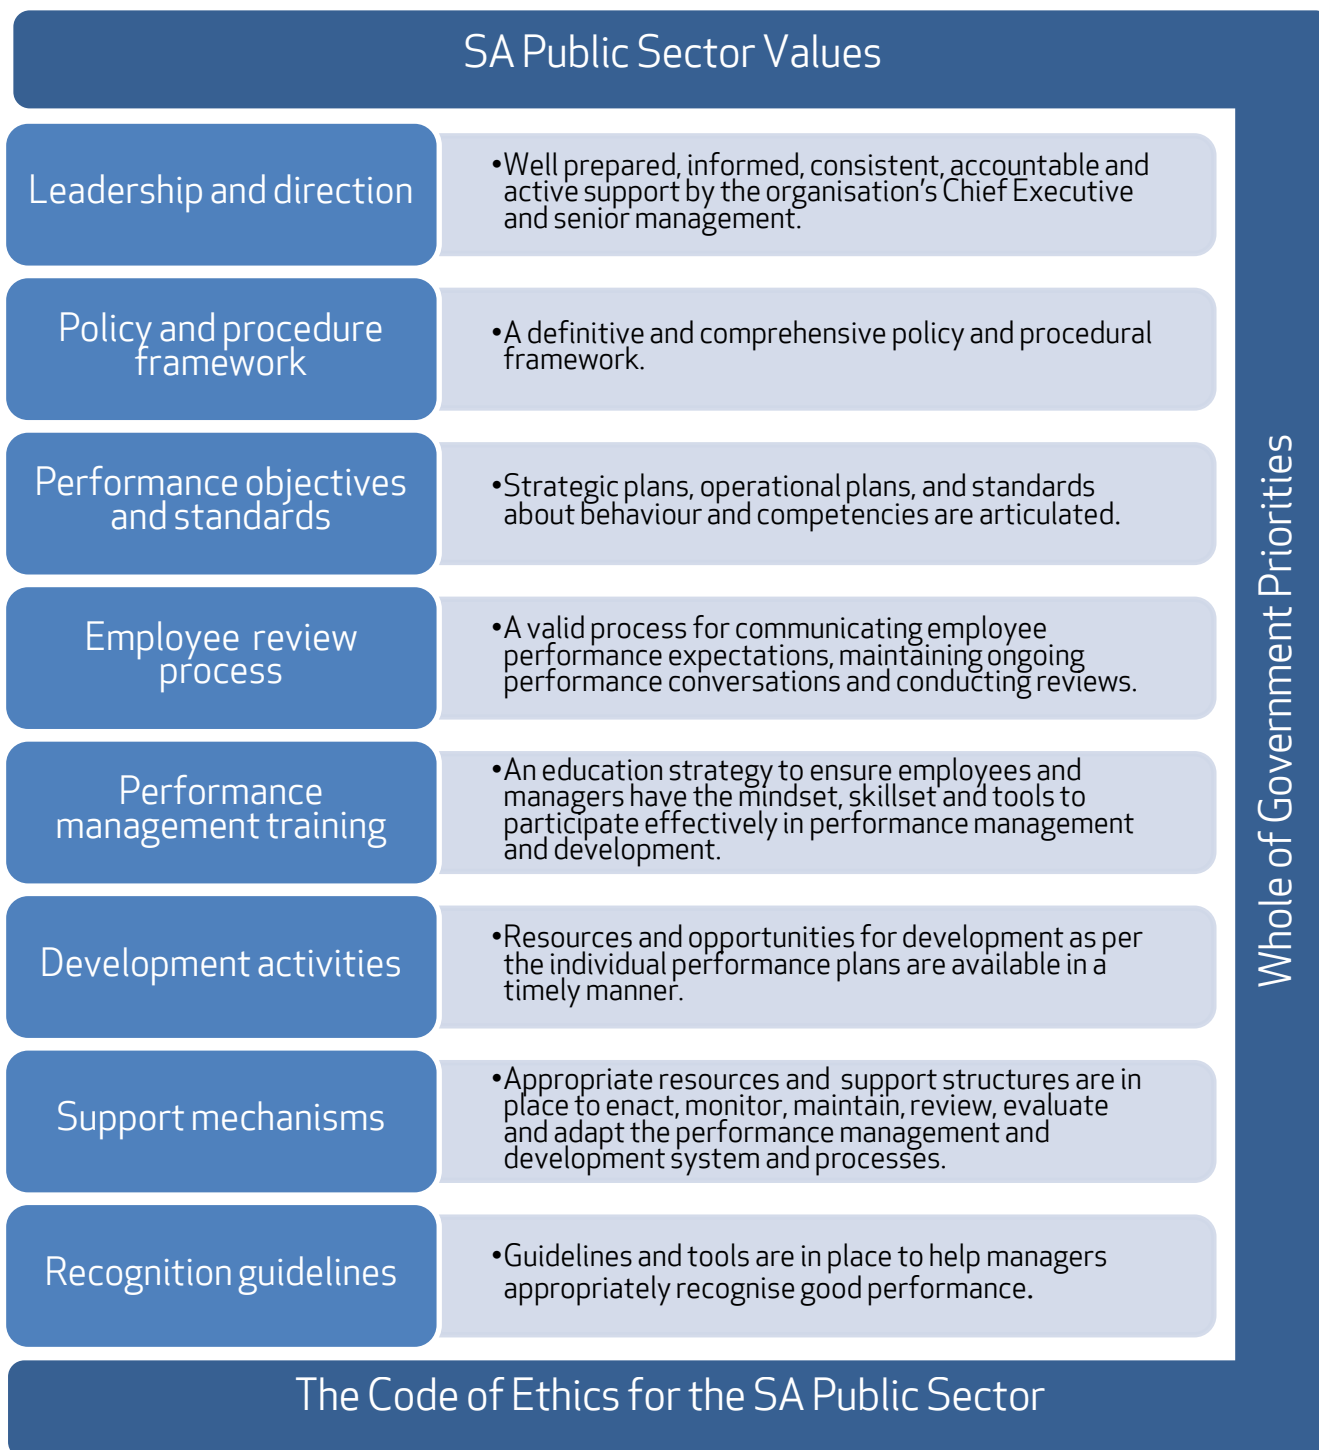 SA Public Sector Values
Leadership and direction
•Well prepared, informed, consistent, accountable and
active support by the organisation's Chief Executive
and senior management.
Policy and procedure
framework
•A definitive and comprehensive policy and procedural
framework.
Performance objectives
and standards
•Strategic plans, operational plans, and standards
about behaviour and competencies are articulated.
Employee review
process
•A valid process for communicating employee
performance expectations, maintaining ongoing
performance conversations and conducting reviews.
Performance
management training
•An education strategy to ensure employees and
managers have the mindset, skillset and tools to
participate effectively in performance management
and development.
Development activities
•Resources and opportunities for development as per
the individual performance plans are available in a
timely manner.
Support mechanisms
•Appropriate resources and support structures are in
place to enact, monitor, maintain, review, evaluate
and adapt the performance management and
development system and processes.
Recognition guidelines
•Guidelines and tools are in place to help managers
appropriately recognise good performance.
Whole of Government Priorities
The Code of Ethics for the SA Public Sector